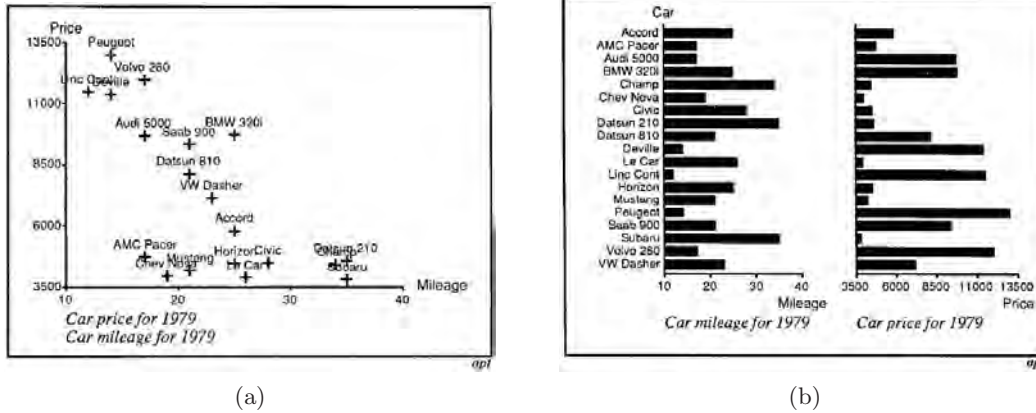 Price
13500
Peugeot
Volvo 260
Linc Cont
Deville
11000
Audi 5000
Saab 900
BMW 320i
8500
Datsun 810
VW Dasher
6000
Accord
AMC Pacer
Horizon
Civic
Datsun 210
Mustang
Champ
Chev Nova
Le Car
Subaru
3500
Mileage
10
20
30
40
Car price for 1979
Car mileage for 1979
apt
(a)
Car
Accord
AMC Pacer
Audi 5000
BMW 320i
Champ
Chev Nova
Civic
Datsun 210
Datsun 810
Deville
Le Car
Linc Cont
Horizon
Mustang
Peugeot
Saab 900
Subaru
Volvo 260
VW Dasher
10 20 30 40
3500 6000 8500 11000 13500
Mileage
Price
Car mileage for 1979
Car price for 1979
(b)